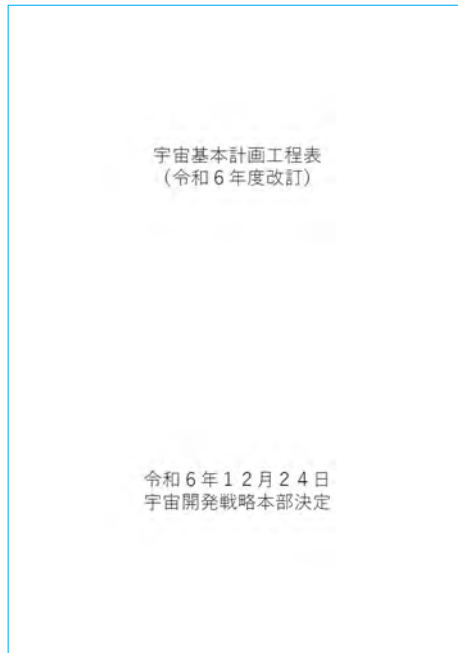 宇宙基本計画工程表
(令和６年度改訂)
令和６年１２月２４日
宇宙開発戦略本部決定